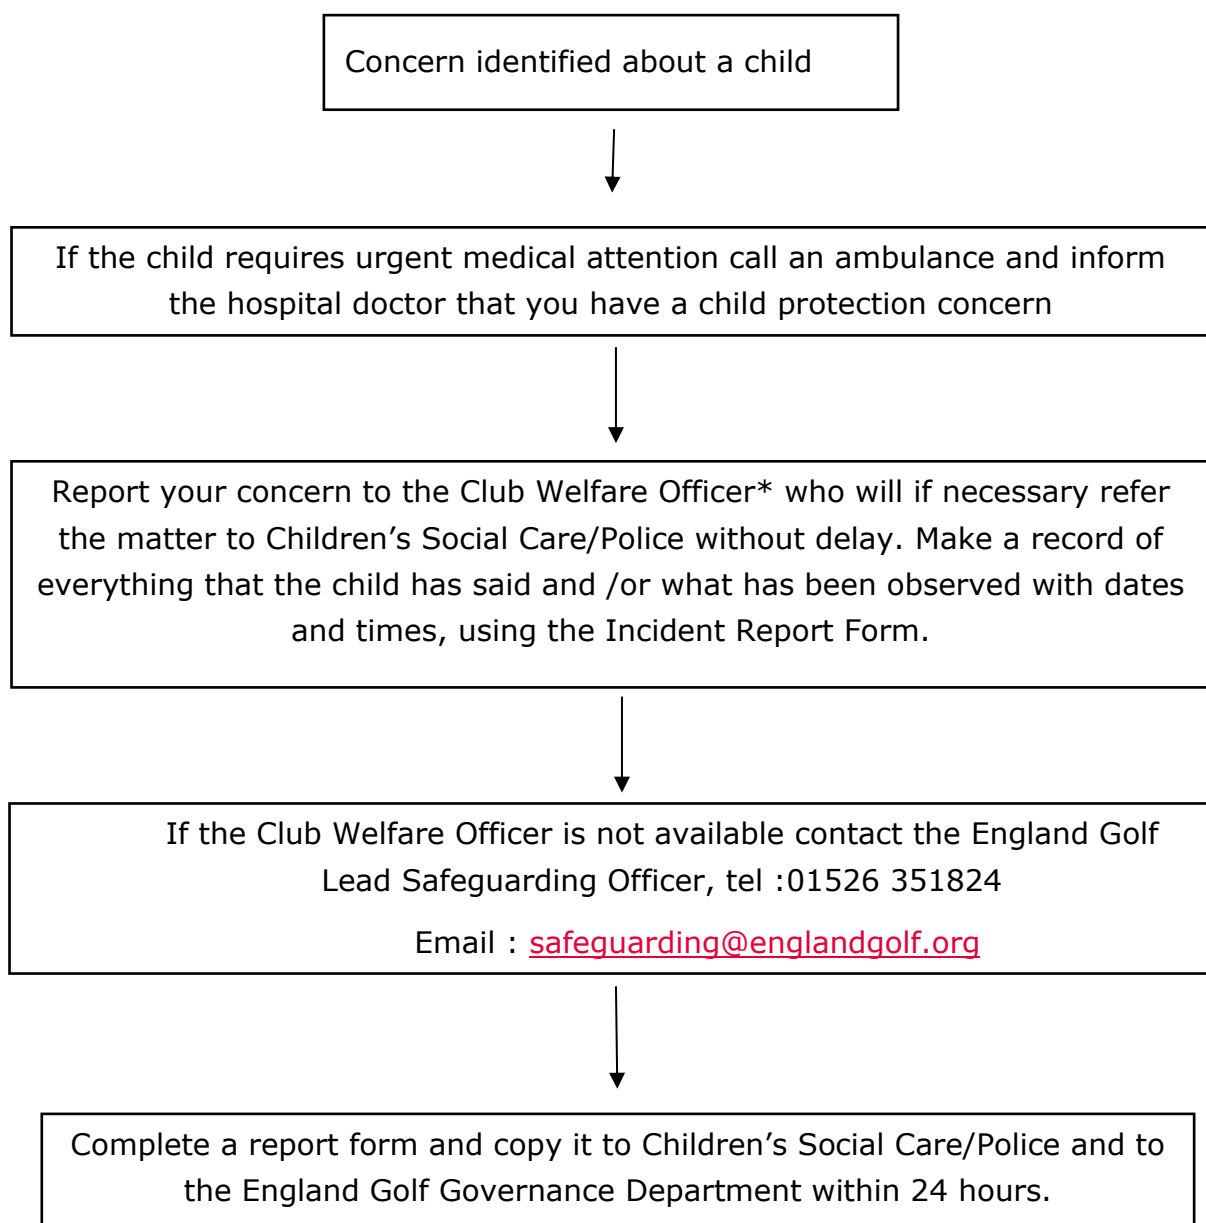 Concern identified about a child
If the child requires urgent medical attention call an ambulance and inform
the hospital doctor that you have a child protection concern
Report your concern to the Club Welfare Officer* who will if necessary refer
the matter to Children’s Social Care/Police without delay. Make a record of
everything that the child has said and /or what has been observed with dates
and times, using the Incident Report Form.
If the Club Welfare Officer is not available contact the England Golf
Lead Safeguarding Officer, tel :01526 351824
Email : safeguarding@englandgolf.org
Complete a report form and copy it to Children’s Social Care/Police and to
the England Golf Governance Department within 24 hours.